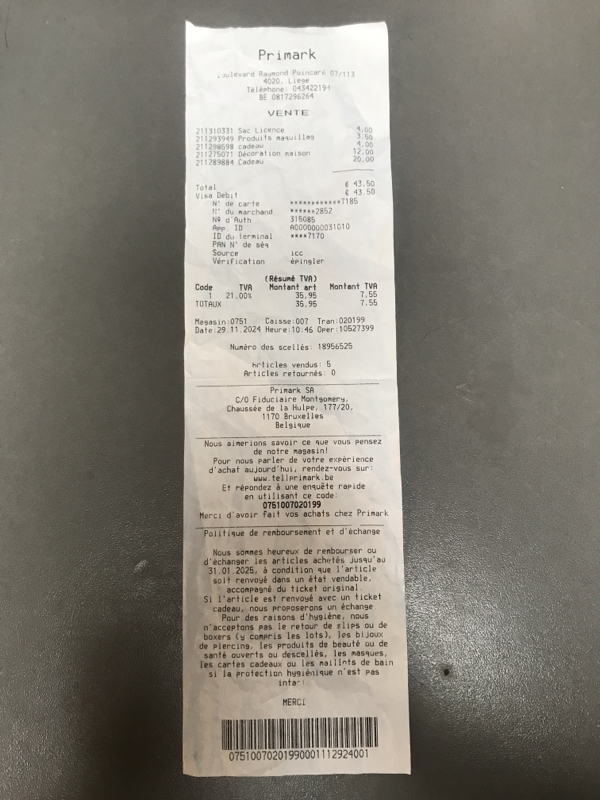 Primark
Boulevard Raymond Poincaré 07/113
4020, Liege
Téléphone: 043422194
BE 0817296264
VENTE
211310331 Sac Licence 4,00
211293949 Produits maquillag 3,50
211298598 cadeau 4,00
211275071 Décoration maison 12,00
211289884 Cadeau 20,00
Total € 43,50
Visa Debit € 43,50
N° de carte ************7185
N° du marchand ******2852
Nº d'Auth 315085
App. ID A0000000031010
ID du terminal ****7170
PAN N° de séq
Source icc
Vérification épingler
(Résumé TVA)
Code TVA Montant art Montant TVA
1 21,00% 35,95 7,55
TOTAUX 35,95 7,55
Magasin:0751 Caisse:007 Tran:020199
Date:29.11.2024 Heure:10:46 Oper:10527399
Numéro des scellés: 18956525
Articles vendus: 5
Articles retournés: 0
Primark SA
C/O Fiduciaire Montgomery,
Chaussée de la Hulpe, 177/20,
1170 Bruxelles
Belgique
Nous aimerions savoir ce que vous pensez
de notre magasin!
Pour nous parler de votre expérience
d'achat aujourd'hui, rendez-vous sur:
www.tellprimark.be
Et répondez à une enquête rapide
en utilisant ce code:
0751007020199
Merci d'avoir fait vos achats chez Primark
Politique de remboursement et d'échange
Nous sommes heureux de rembourser ou
d'échanger les articles achetés jusqu'au
31.01.2025, à condition que l'article
soit renvoyé dans un état vendable,
accompagné du ticket original.
Si l'article est renvoyé avec un ticket
cadeau, nous proposerons un échange
Pour des raisons d'hygiène, nous
n'acceptons pas le retour de slips ou de
boxers (y compris les lots), les bijoux
de piercing, les produits de beauté ou de
santé ouverts ou descellés, les masques,
les cartes cadeaux ou les maillots de bain
si la protection hygiénique n'est pas
MERCI
07510070201990001112924001